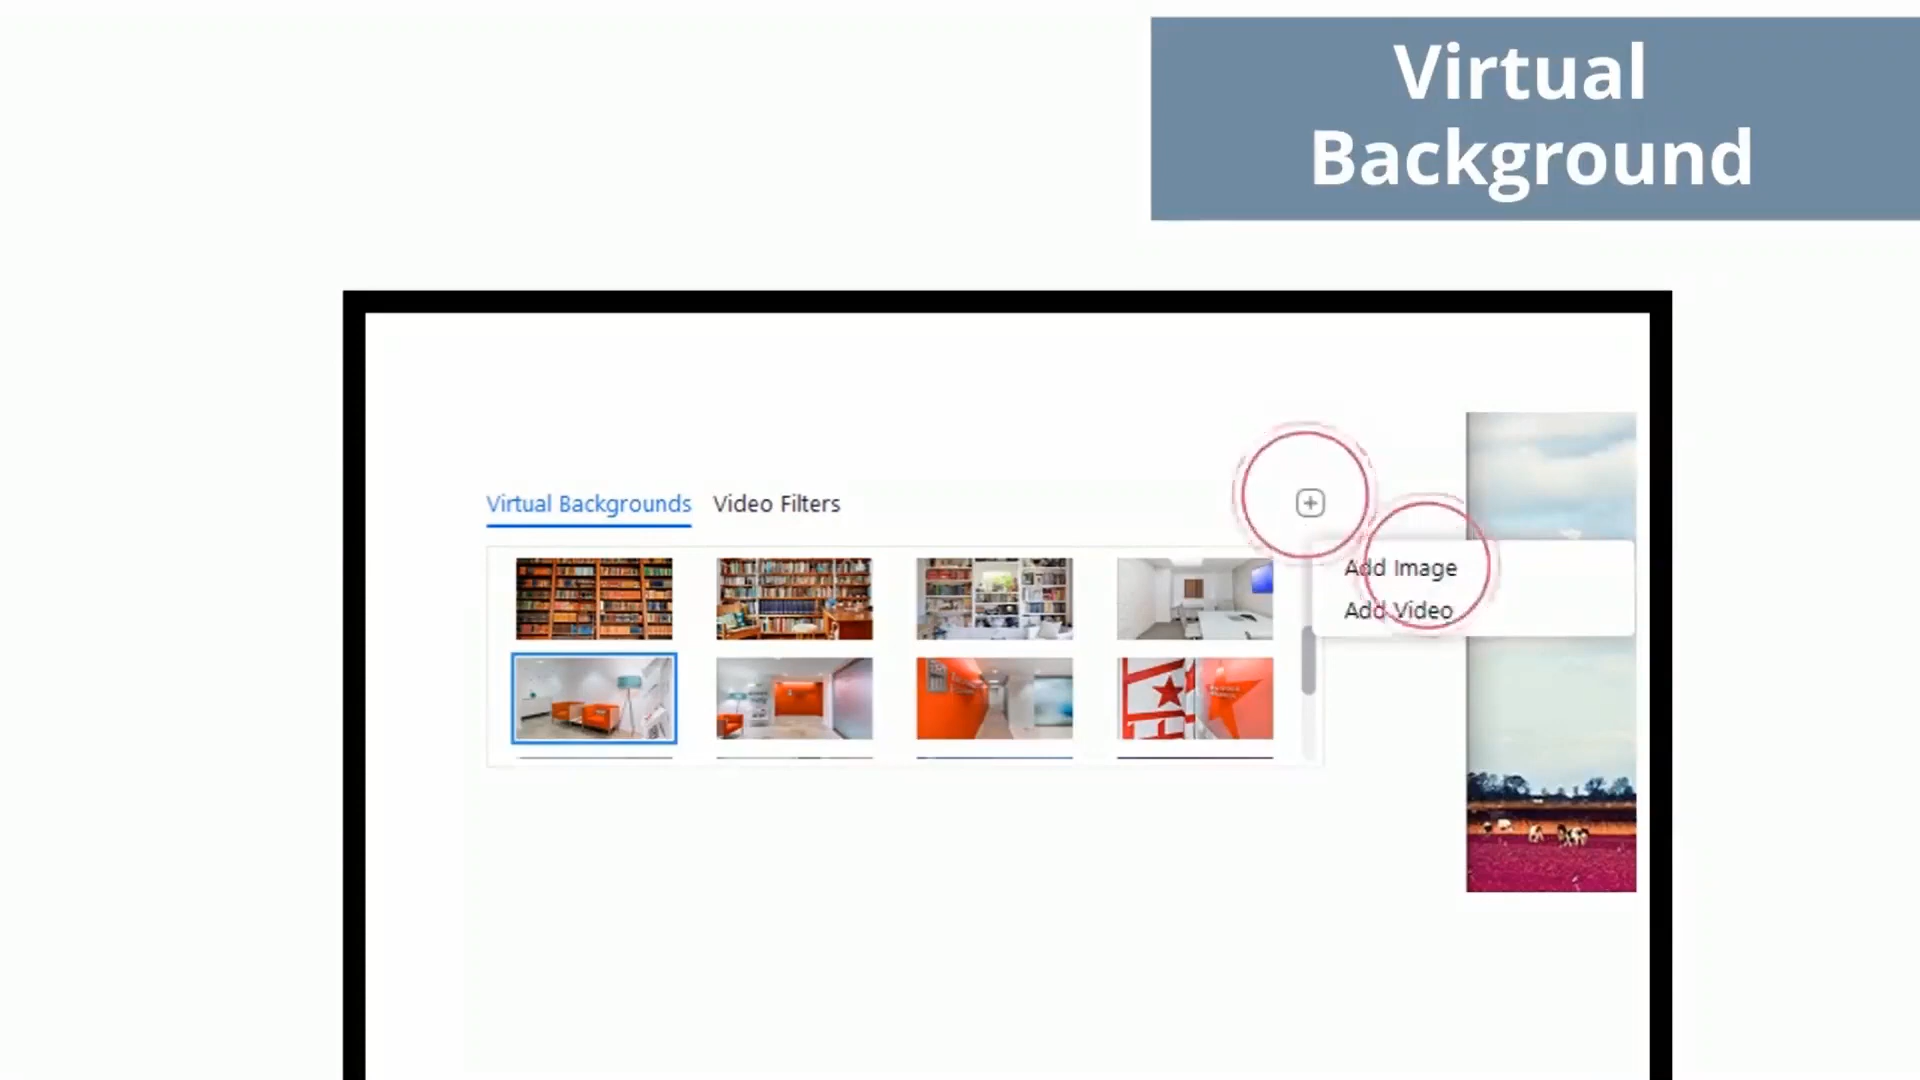 Virtual
Background
Virtual Backgrounds
Video Filters
Add Image
Add Video